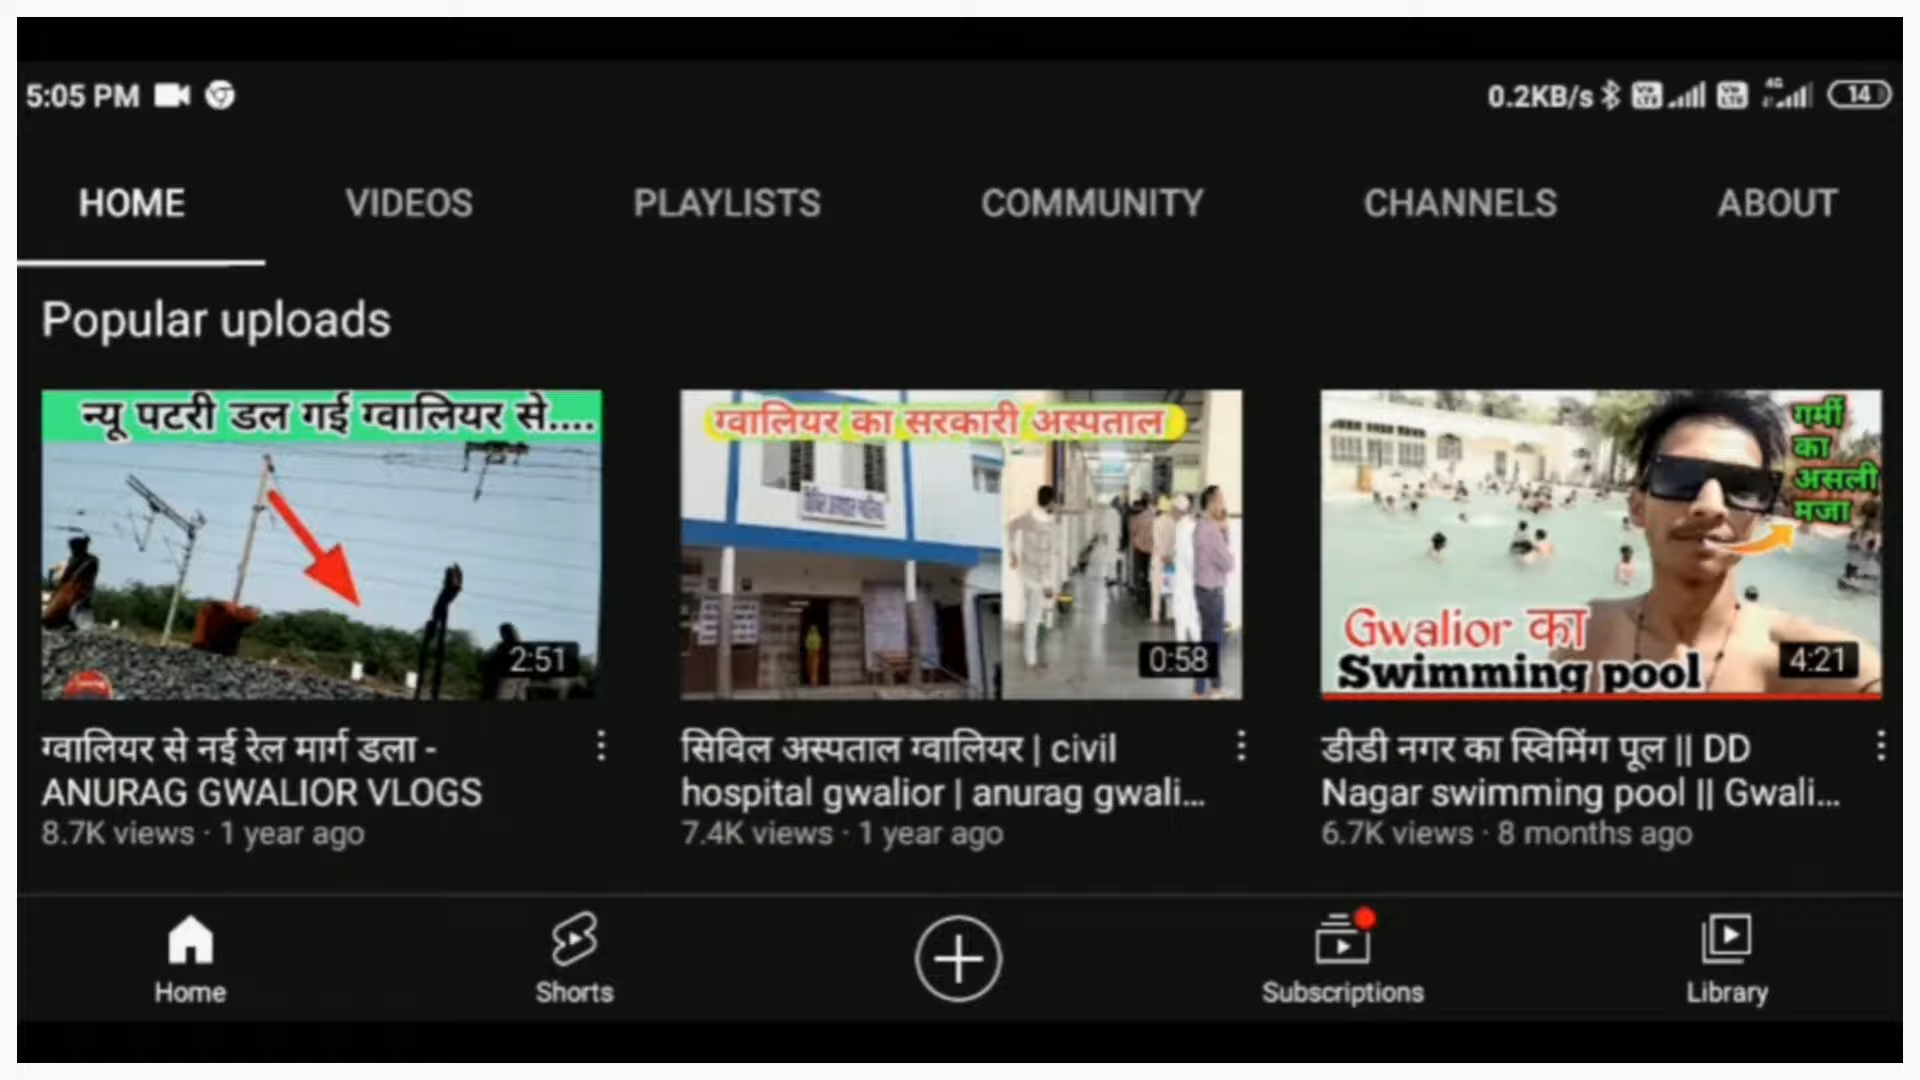 5:05 PM
0.2KB/s
4G
14
HOME VIDEOS PLAYLISTS COMMUNITY CHANNELS ABOUT
Popular uploads
न्यू पटरी डल गई ग्वालियर से....
2:51
ग्वालियर का सरकारी अस्पताल
0:58
गर्मी
का
असली
मजा
Gwalior का
Swimming pool
4:21
ग्वालियर से नई रेल मार्ग डला -
ANURAG GWALIOR VLOGS
8.7K views · 1 year ago
सिविल अस्पताल ग्वालियर | civil
hospital gwalior | anurag gwali...
7.4K views · 1 year ago
डीडी नगर का स्विमिंग पूल || DD
Nagar swimming pool || Gwali...
6.7K views · 8 months ago
Home Shorts Subscriptions Library